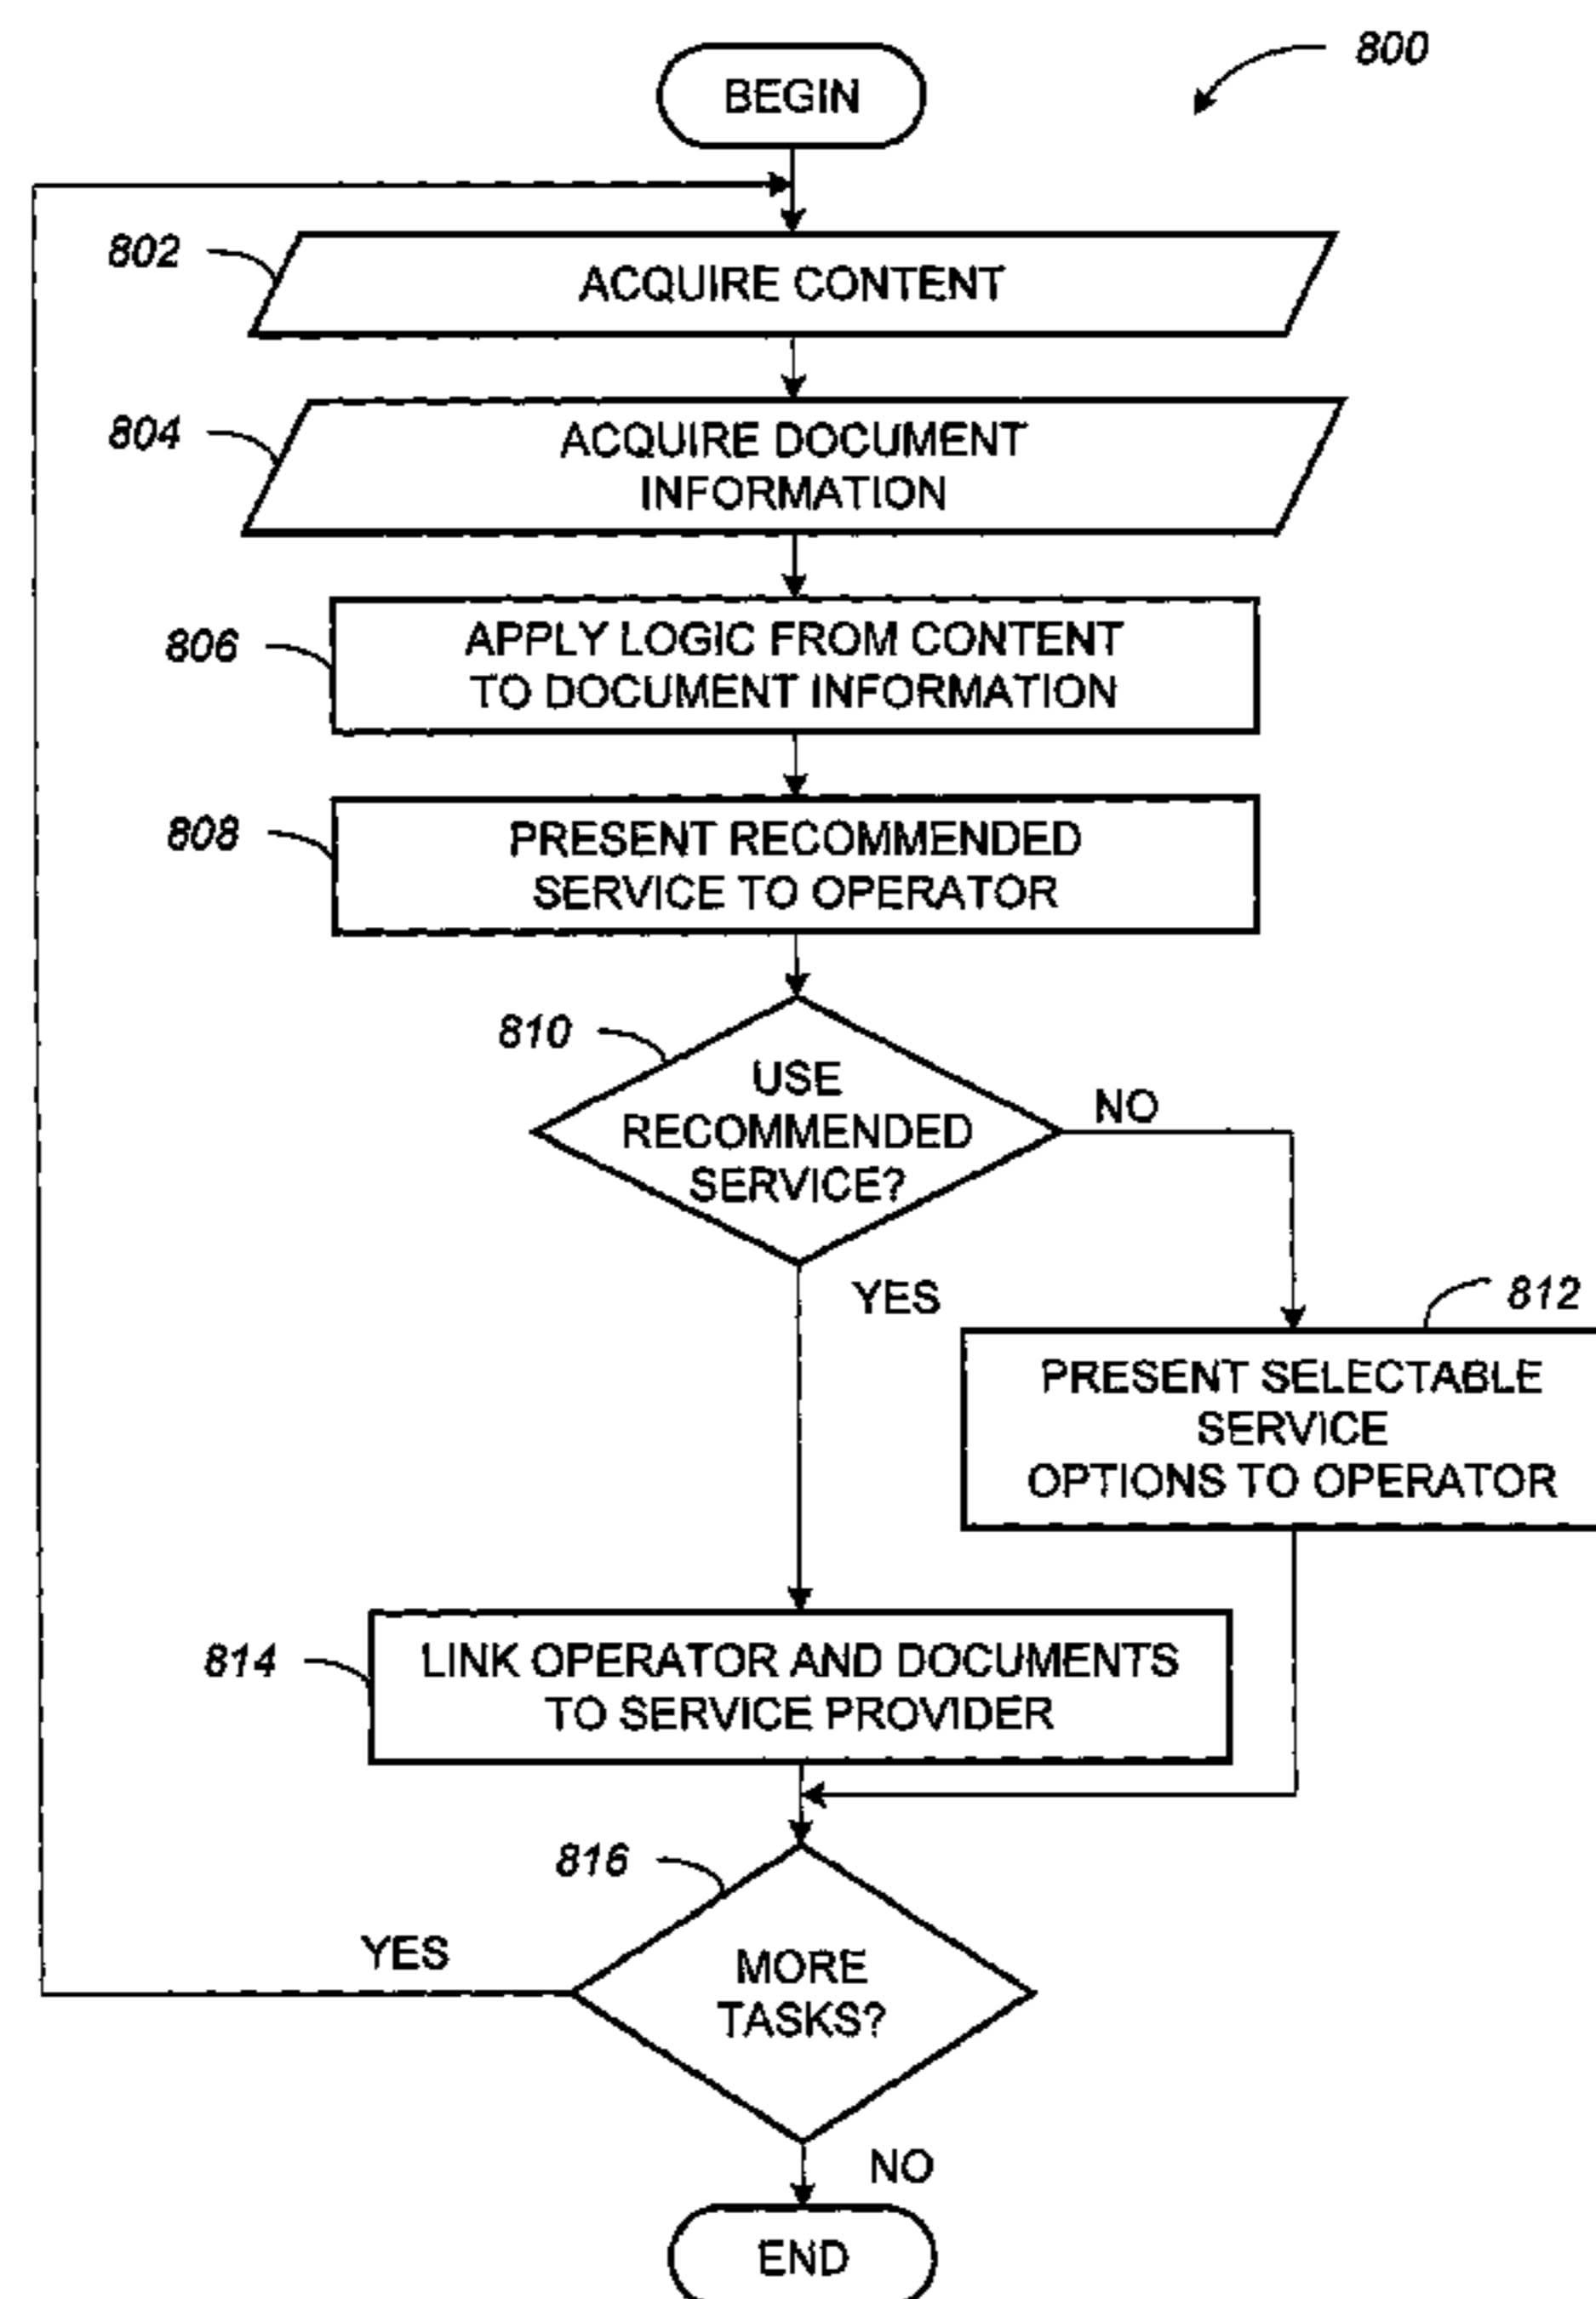 800
BEGIN
802
ACQUIRE CONTENT
804
ACQUIRE DOCUMENT
INFORMATION
806
APPLY LOGIC FROM CONTENT
TO DOCUMENT INFORMATION
808
PRESENT RECOMMENDED
SERVICE TO OPERATOR
810
USE
RECOMMENDED
SERVICE?
NO
YES
812
PRESENT SELECTABLE
SERVICE
OPTIONS TO OPERATOR
814
LINK OPERATOR AND DOCUMENTS
TO SERVICE PROVIDER
816
MORE
TASKS?
YES
NO
END